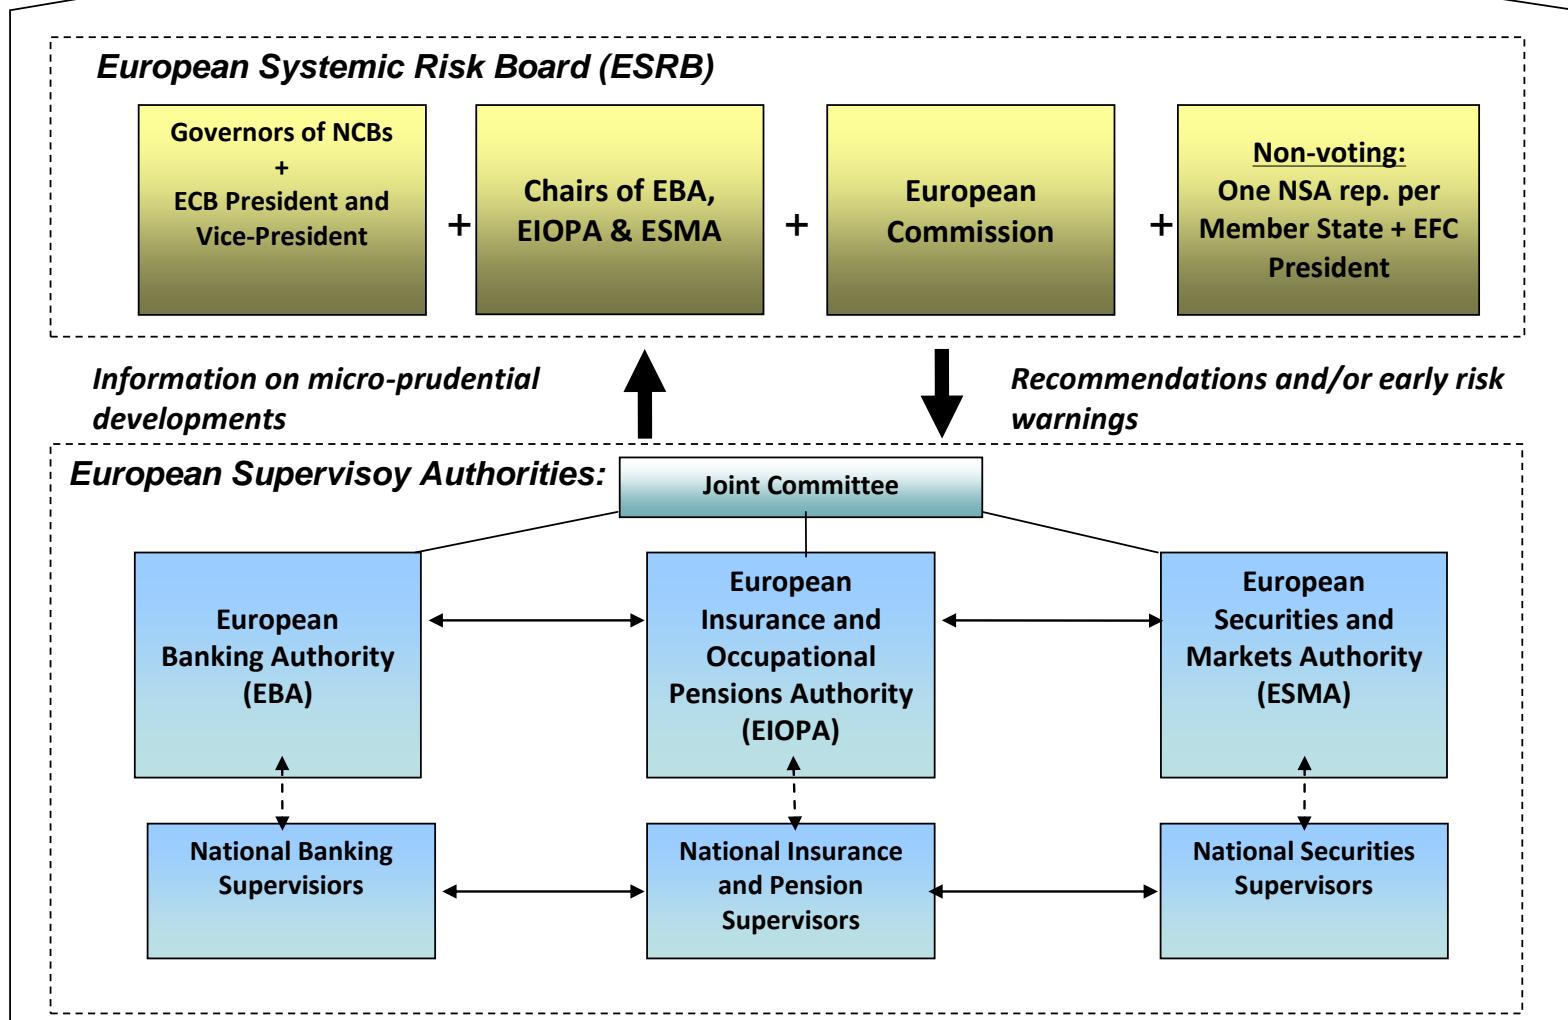 European Systemic Risk Board (ESRB)
Governors of NCBs
+
ECB President and
Vice-President
+
Chairs of EBA,
EIOPA & ESMA
+
European
Commission
+
Non-voting:
One NSA rep. per
Member State + EFC
President
Information on micro-prudential
developments
Recommendations and/or early risk
warnings
European Supervisoy Authorities:
Joint Committee
European
Banking Authority
(EBA)
European
Insurance and
Occupational
Pensions Authority
(EIOPA)
European
Securities and
Markets Authority
(ESMA)
National Banking
Supervisiors
National Insurance
and Pension
Supervisors
National Securities
Supervisors